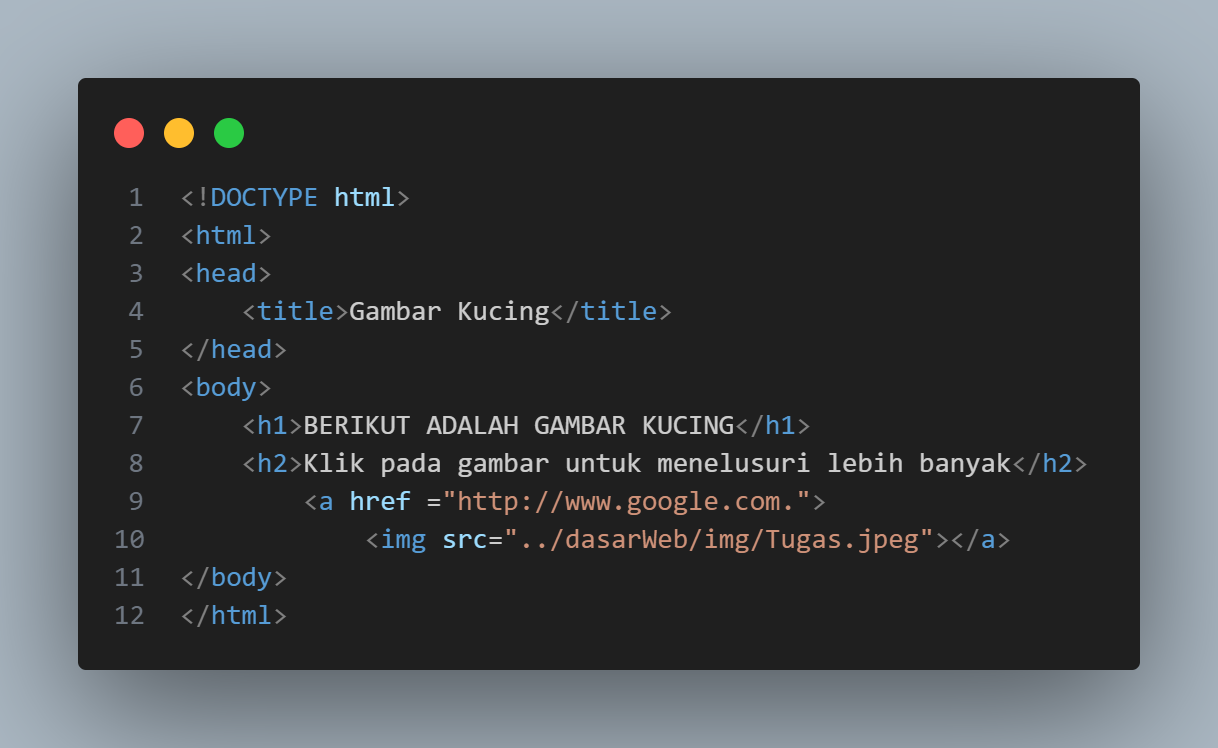 1 <!DOCTYPE html>
2 <html>
3 <head>
4     <title>Gambar Kucing</title>
5 </head>
6 <body>
7     <h1>BERIKUT ADALAH GAMBAR KUCING</h1>
8     <h2>Klik pada gambar untuk menelusuri lebih banyak</h2>
9         <a href ="http://www.google.com.">
10             <img src="../dasarWeb/img/Tugas.jpeg"></a>
11 </body>
12 </html>